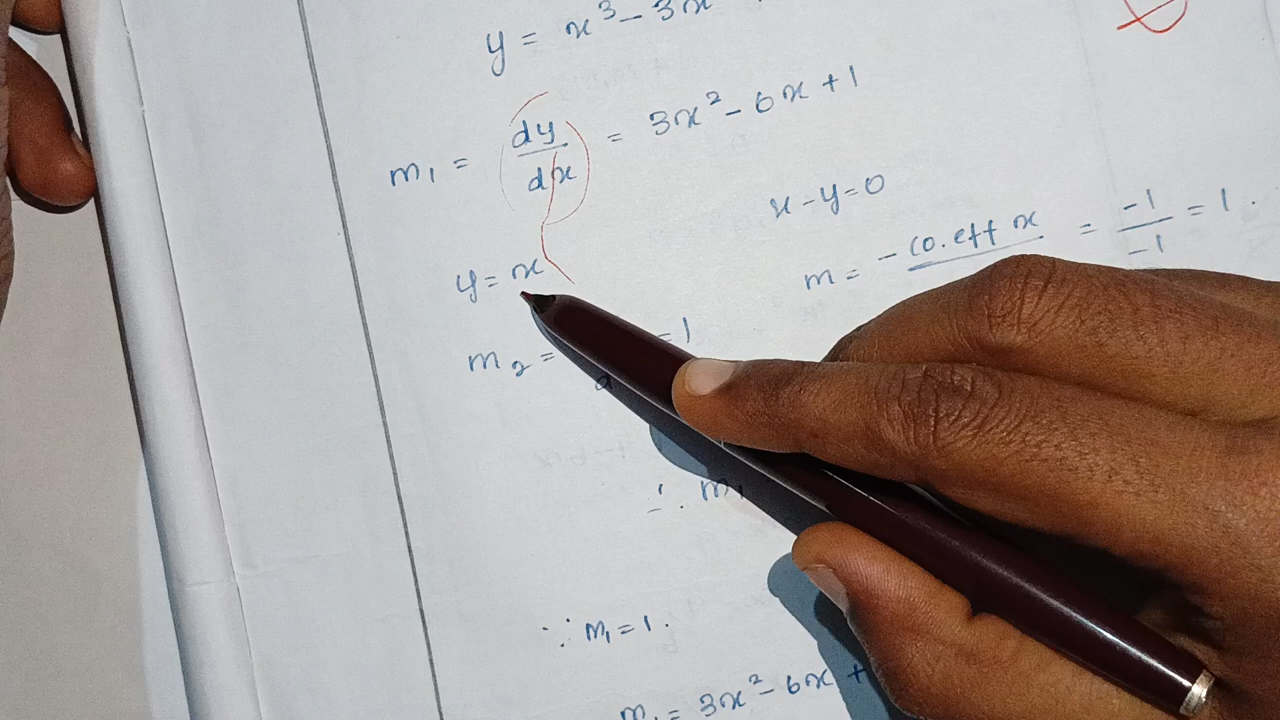 y = x³ - 3x
m₁ = (dy/dx) = 3x² - 6x + 1
x - y = 0
y = x
m = -co.eff x = -1/-1 = 1.
m₂ = = 1
∴ m₁
∵ m₁ = 1.
m₁ = 3x² - 6x +